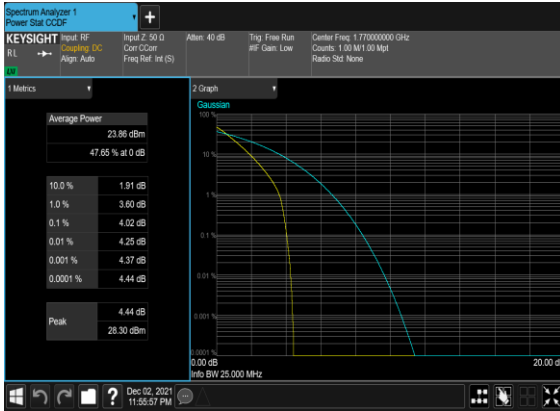 Spectrum Analyzer 1
Power Stat CCDF
+
KEYSIGHT
RL
LXI
Input: RF
Coupling: DC
Align: Auto
Input Z: 50 Ω
Corr CCorr
Freq Ref: Int (S)
Atten: 40 dB
Trig: Free Run
#IF Gain: Low
Center Freq: 1.770000000 GHz
Counts: 1.00 M/1.00 Mpt
Radio Std: None
1 Metrics
Average Power
23.86 dBm
47.65 % at 0 dB
10.0 % 1.91 dB
1.0 % 3.60 dB
0.1 % 4.02 dB
0.01 % 4.25 dB
0.001 % 4.37 dB
0.0001 % 4.44 dB
Peak
4.44 dB
28.30 dBm
2 Graph
Gaussian
100 %
10 %
1 %
0.1 %
0.01 %
0.001 %
0.0001 %
0.00 dB
20.00 d
Info BW 25.000 MHz
?
Dec 02, 2021
11:55:57 PM